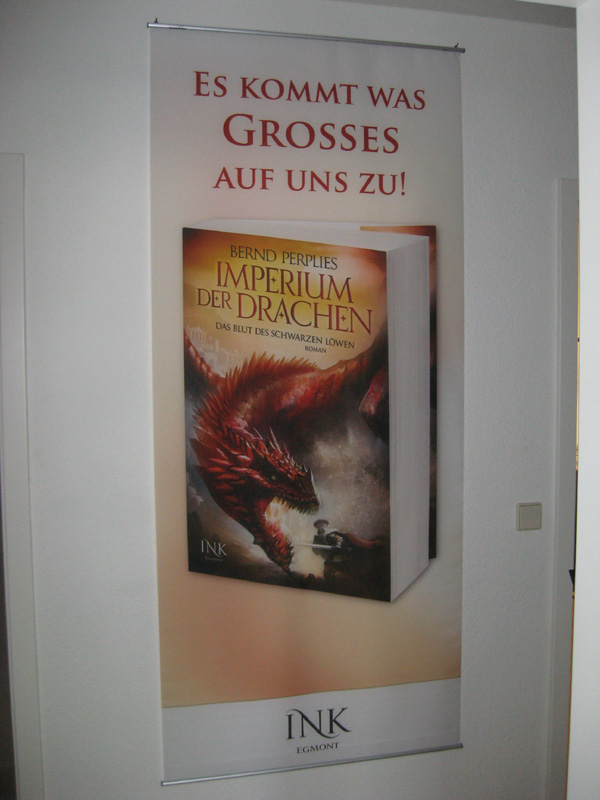 ES KOMMT WAS
GROSSES
AUF UNS ZU!
BERND PERPLIES
IMPERIUM
DER DRACHEN
DAS BLUT DES SCHWARZEN LÖWEN
ROMAN
INK
INK
EGMONT